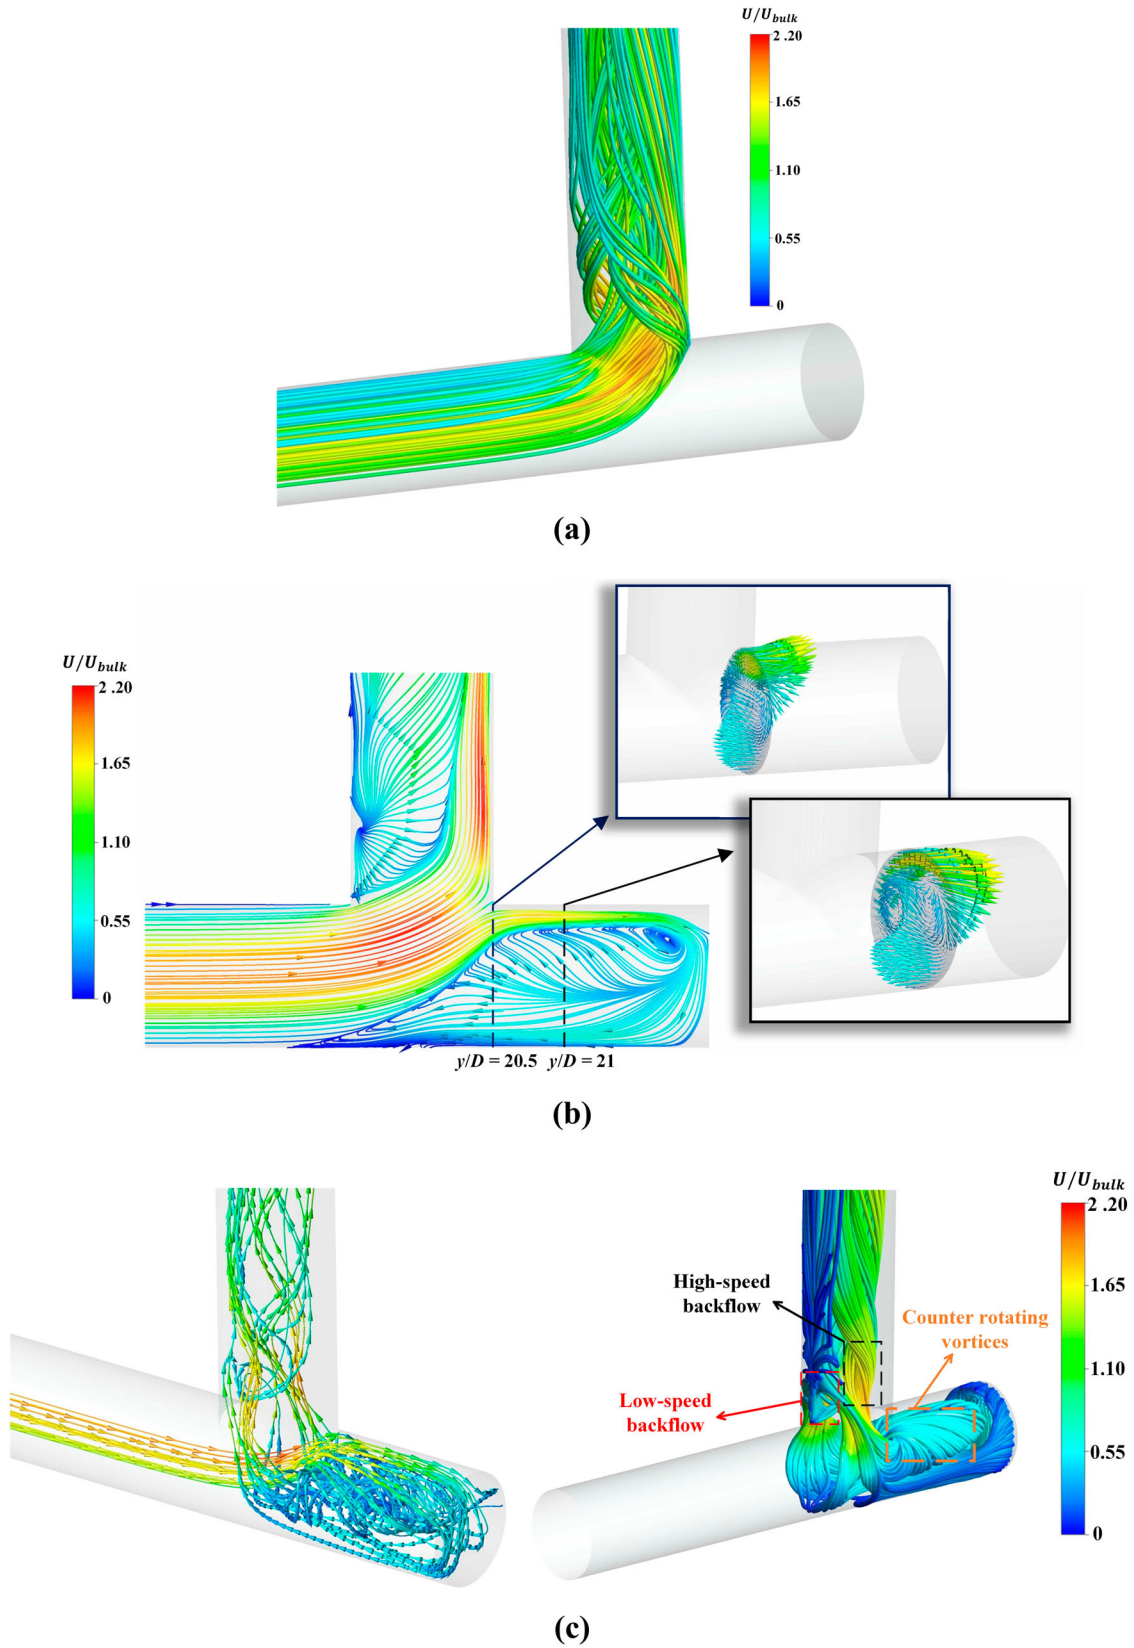 U/U_bulk
2.20
1.65
1.10
0.55
0
(a)
U/U_bulk
2.20
1.65
1.10
0.55
0
y/D = 20.5 y/D = 21
(b)
U/U_bulk
2.20
1.65
1.10
0.55
0
High-speed
backflow
Counter rotating
vortices
Low-speed
backflow
(c)